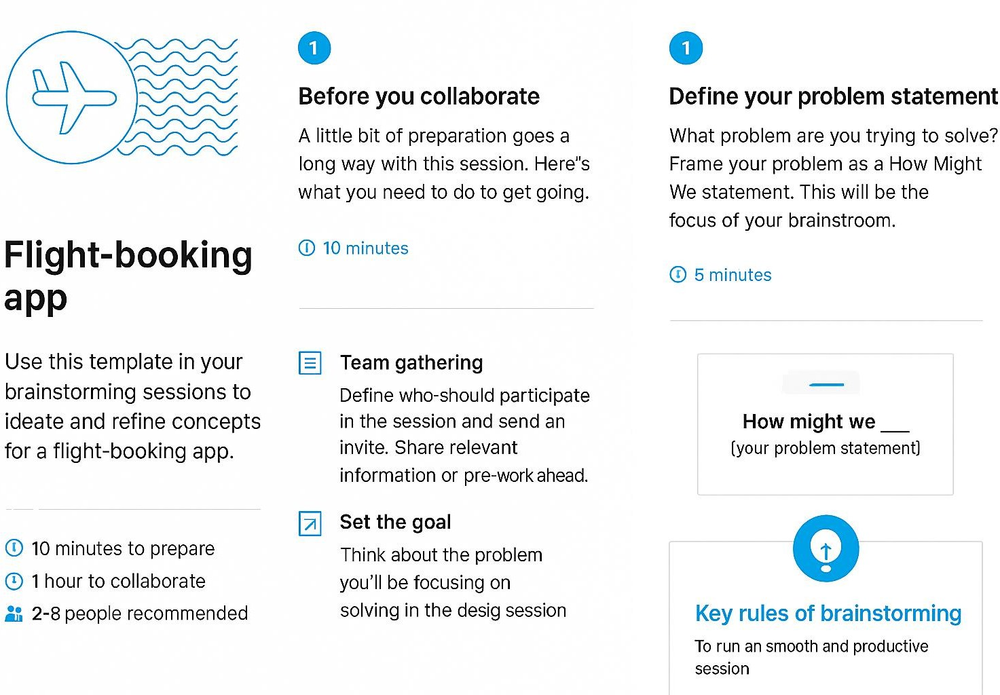 Flight-booking
app
Use this template in your
brainstorming sessions to
ideate and refine concepts
for a flight-booking app.
10 minutes to prepare
1 hour to collaborate
2-8 people recommended
1
Before you collaborate
A little bit of preparation goes a
long way with this session. Here"s
what you need to do to get going.
10 minutes
Team gathering
Define who-should participate
in the session and send an
invite. Share relevant
information or pre-work ahead.
Set the goal
Think about the problem
you'll be focusing on
solving in the desig session
1
Define your problem statement
What problem are you trying to solve?
Frame your problem as a How Might
We statement. This will be the
focus of your brainstroom.
5 minutes
How might we ___
(your problem statement)
Key rules of brainstorming
To run an smooth and productive
session